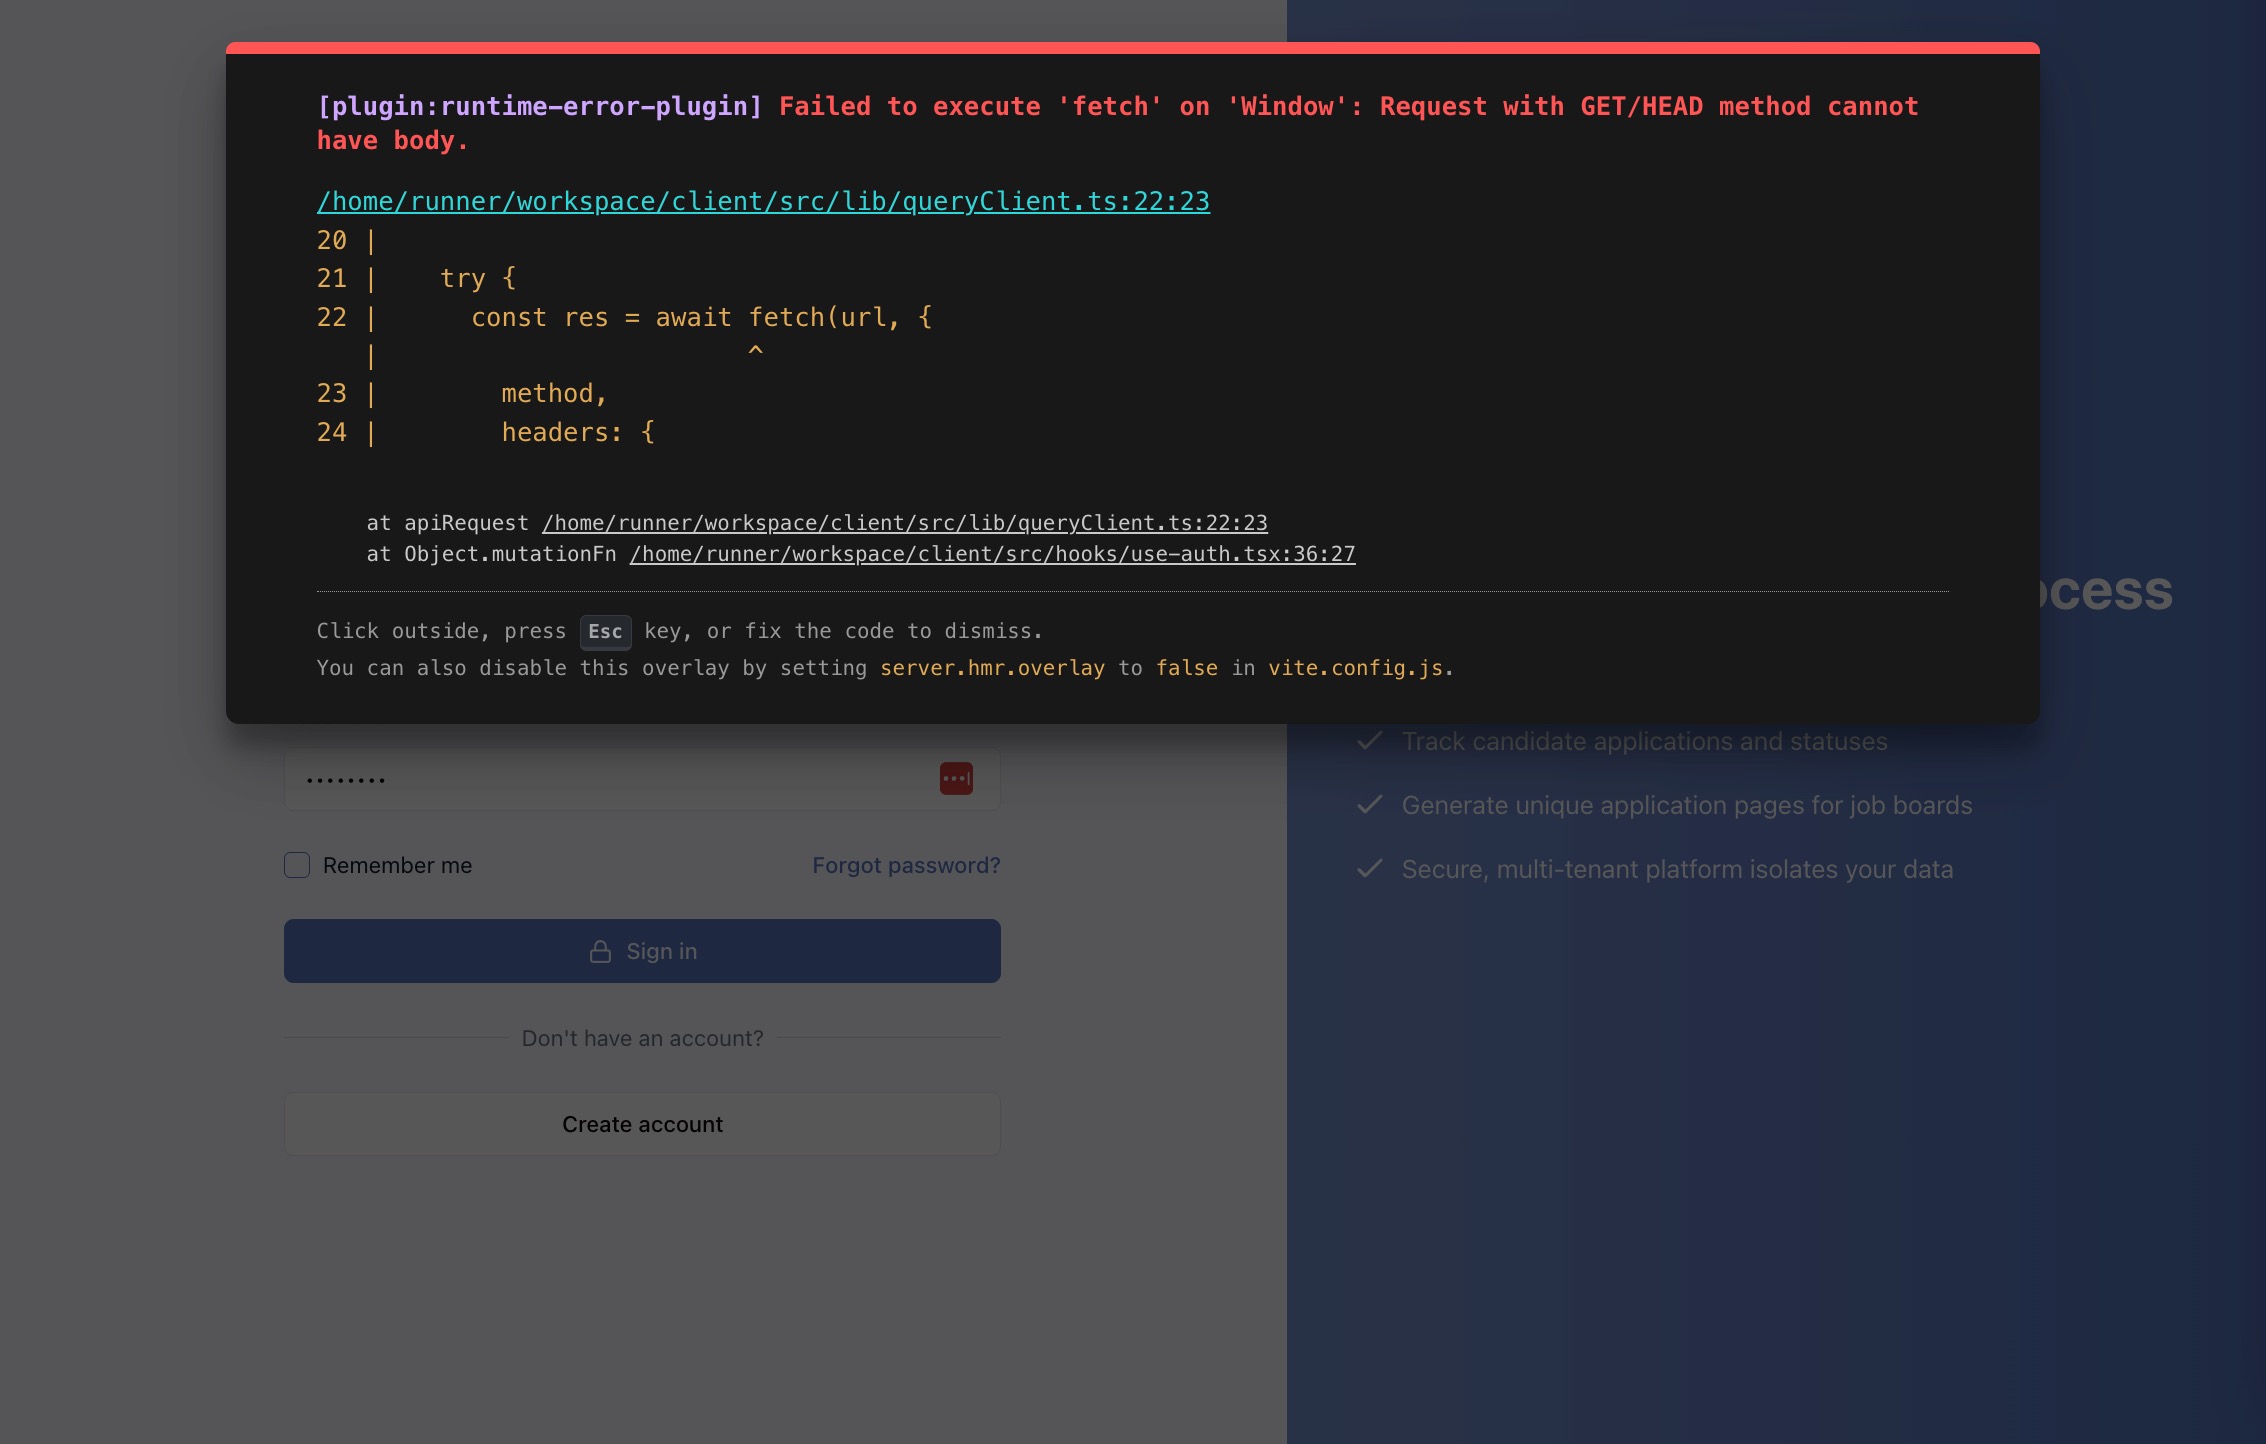 [plugin:runtime-error-plugin] Failed to execute 'fetch' on 'Window': Request with GET/HEAD method cannot
have body.
/home/runner/workspace/client/src/lib/queryClient.ts:22:23
20 |
21 |    try {
22 |      const res = await fetch(url, {
   |                        ^
23 |        method,
24 |        headers: {
at apiRequest /home/runner/workspace/client/src/lib/queryClient.ts:22:23
at Object.mutationFn /home/runner/workspace/client/src/hooks/use-auth.tsx:36:27
Click outside, press Esc key, or fix the code to dismiss.
You can also disable this overlay by setting server.hmr.overlay to false in vite.config.js.
••••••••
Remember me
Forgot password?
Sign in
Don't have an account?
Create account
Track candidate applications and statuses
Generate unique application pages for job boards
Secure, multi-tenant platform isolates your data